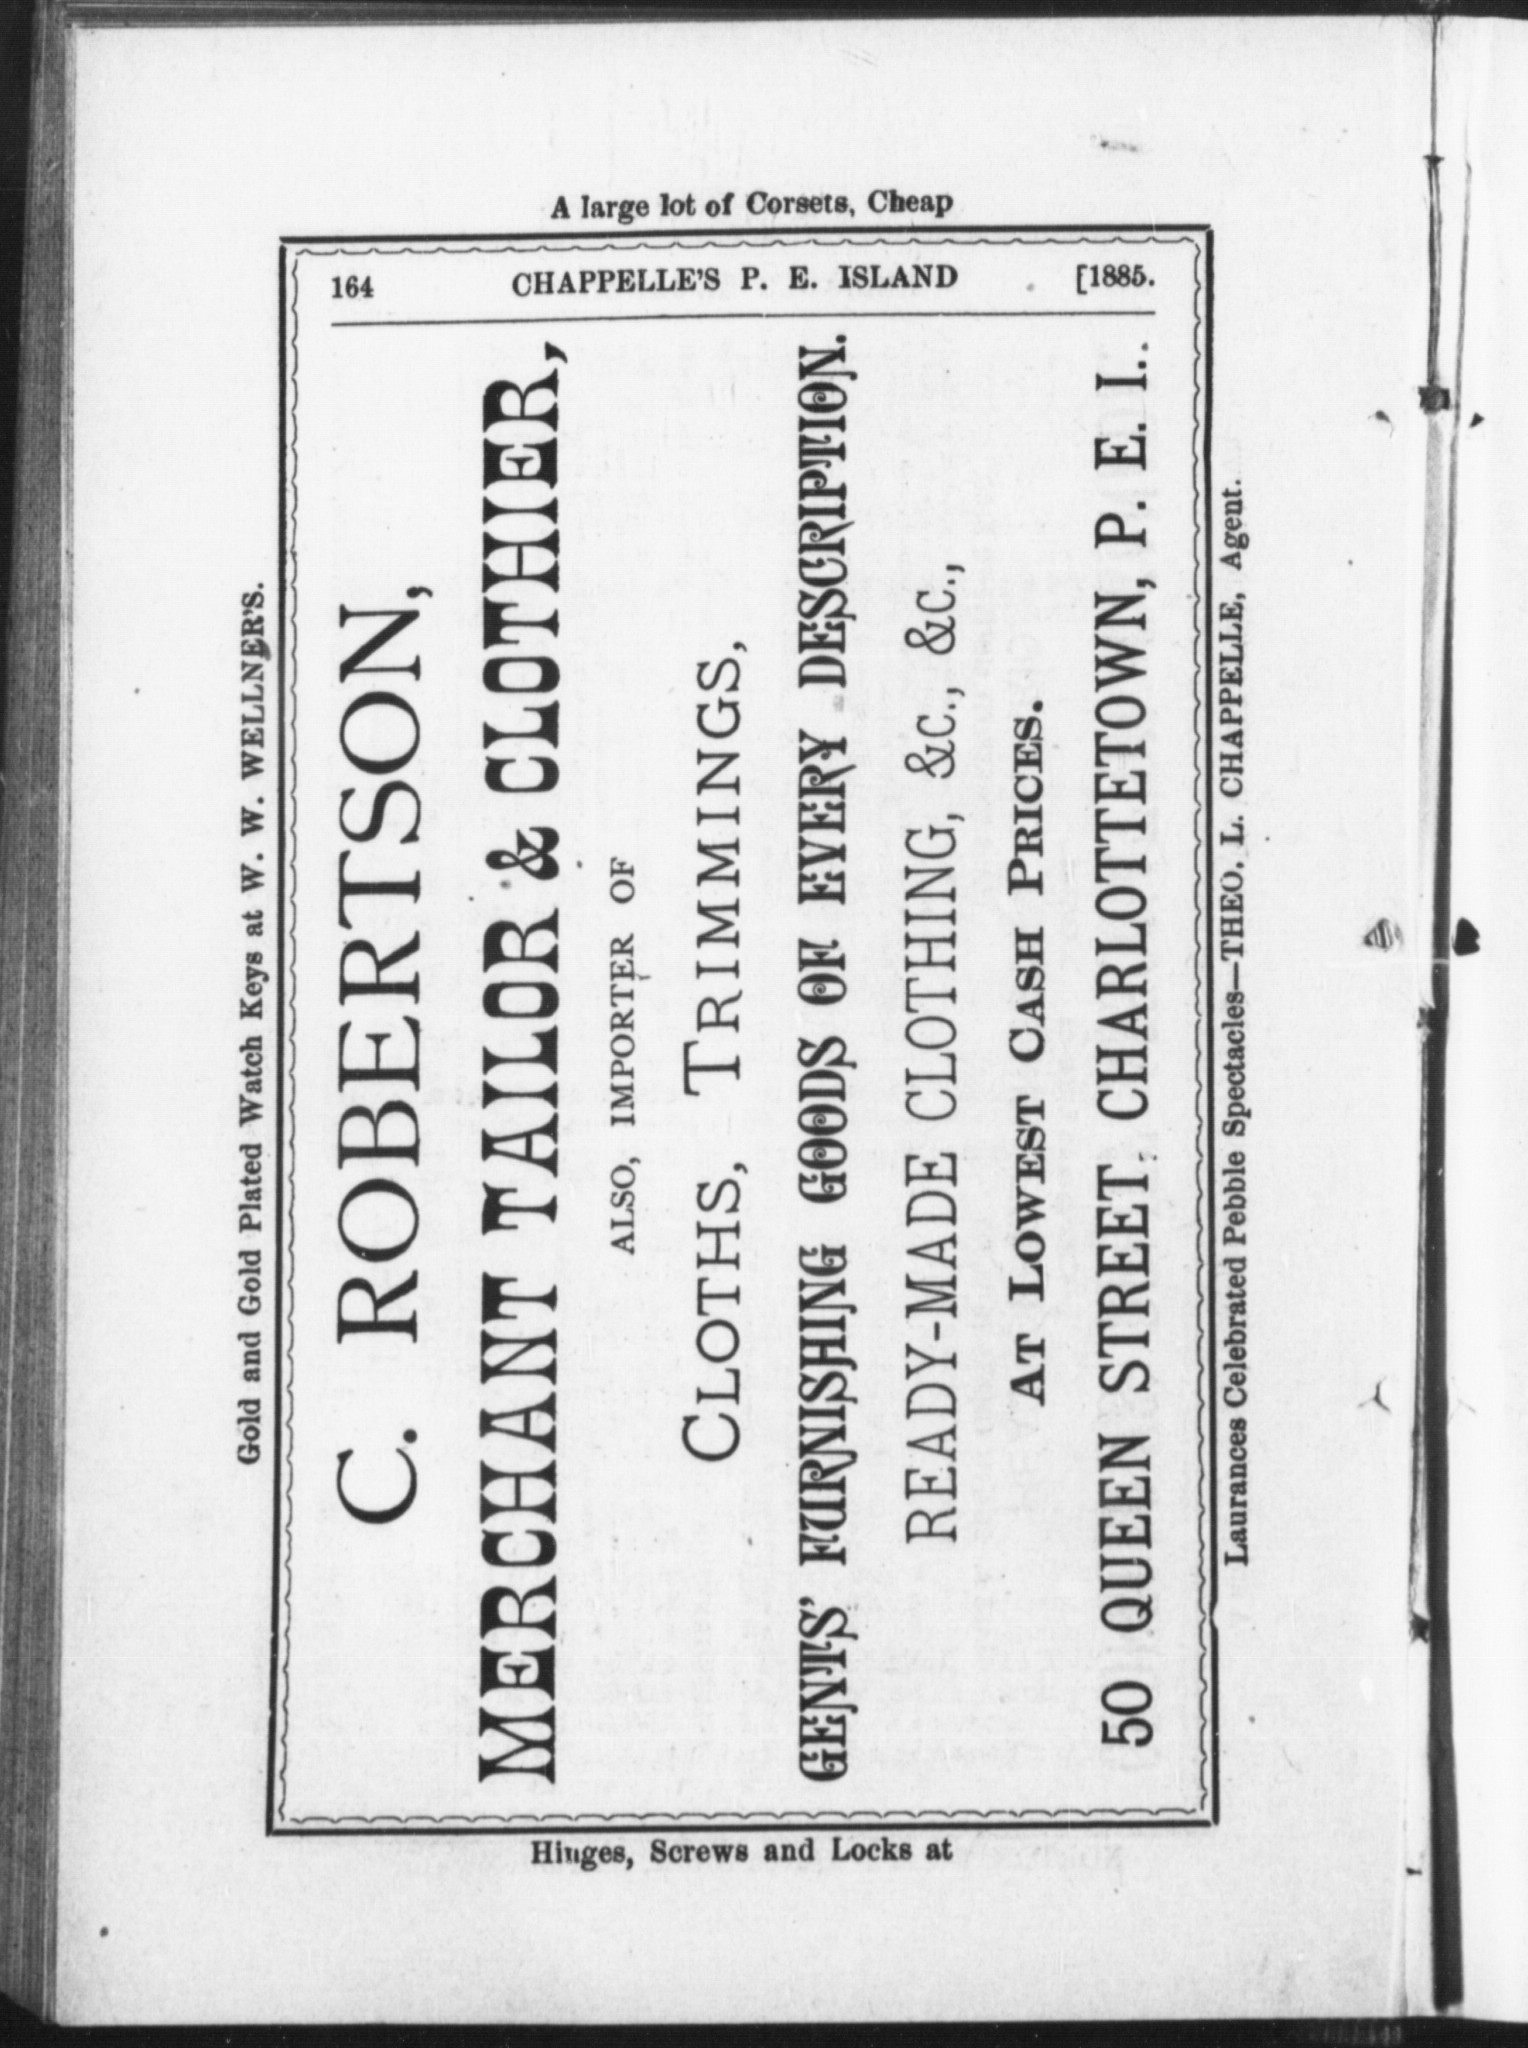 A large lot of Corsets, Cheap
164 CHAPPELLE'S P. E. ISLAND [1885.
Gold and Gold Plated Watch Keys at W. W. WELLNER'S.
C. ROBERTSON,
MERCHANT TAILOR & CLOTHIER,
ALSO, IMPORTER OF
CLOTHS, TRIMMINGS,
GENTS' FURNISHING GOODS OF EVERY DESCRIPTION.
READY-MADE CLOTHING, &C., &C.,
AT LOWEST CASH PRICES.
50 QUEEN STREET, CHARLOTTETOWN, P. E. I.
Laurances Celebrated Pebble Spectacles—THEO. L. CHAPPELLE, Agent.
Hinges, Screws and Locks at